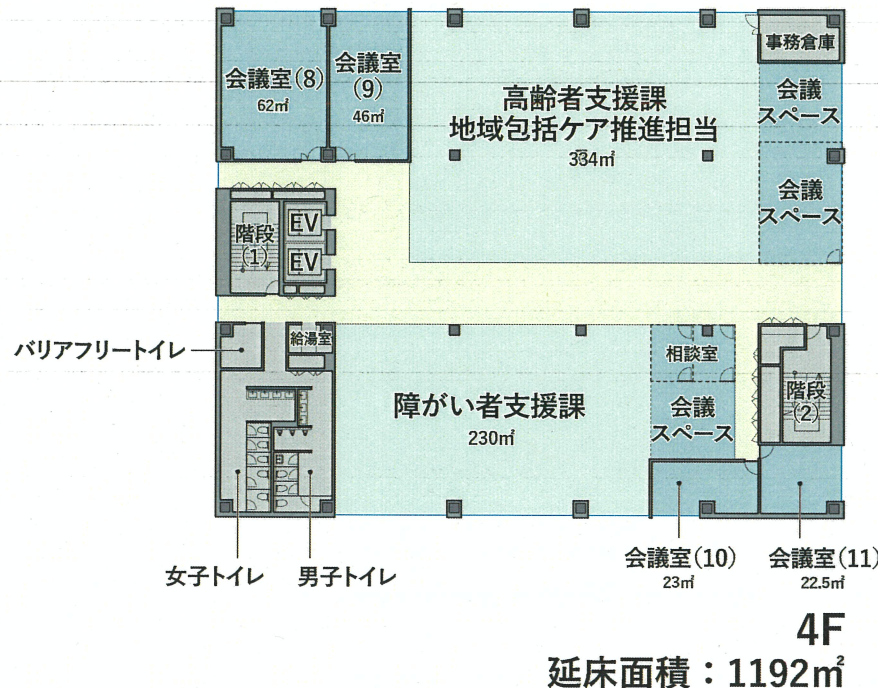 会議室(8)
62㎡
会議室
(9)
46㎡
高齢者支援課
地域包括ケア推進担当
334㎡
事務倉庫
会議
スペース
会議
スペース
階段
(1)
EV
EV
バリアフリートイレ
給湯室
障がい者支援課
230㎡
相談室
会議
スペース
階段
(2)
女子トイレ
男子トイレ
会議室(10)
23㎡
会議室(11)
22.5㎡
4F
延床面積：1192㎡